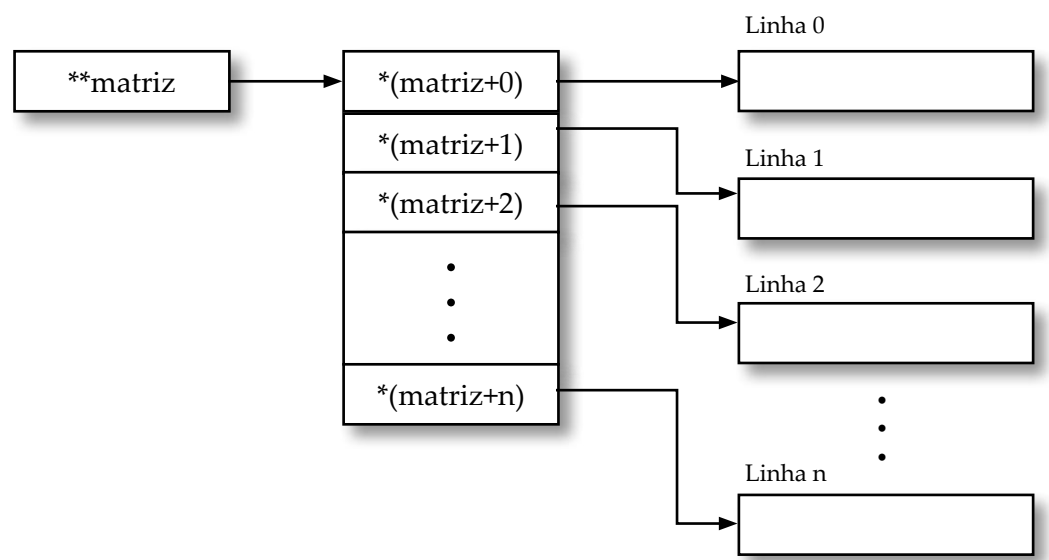 Linha 0
**matriz
*(matriz+0)
*(matriz+1)
Linha 1
*(matriz+2)
Linha 2
*(matriz+n)
Linha n